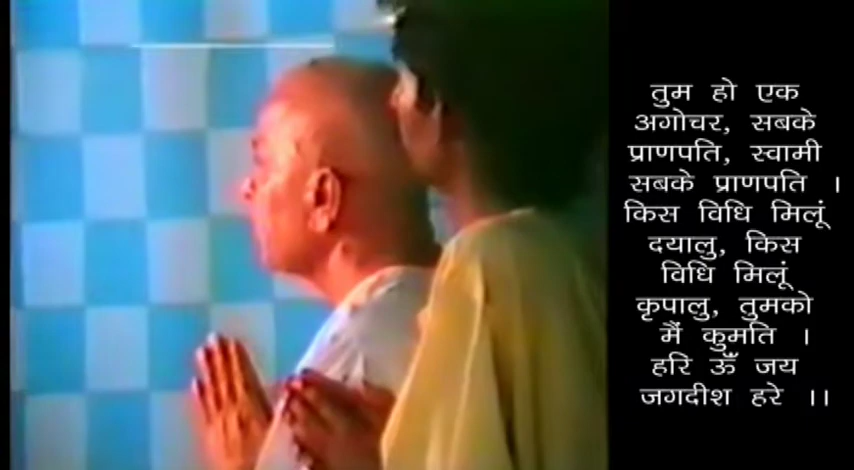 तुम हो एक
अगोचर, सबके
प्राणपति, स्वामी
सबके प्राणपति ।
किस विधि मिलूं
दयालु, किस
विधि मिलूं
कृपालु, तुमको
मैं कुमति ।
हरि ऊँ जय
जगदीश हरे ।।